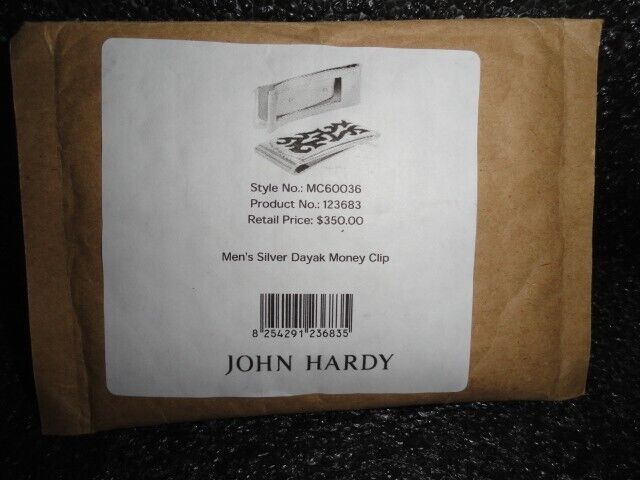 Style No.: MC60036
Product No.: 123683
Retail Price: $350.00
Men's Silver Dayak Money Clip
8 254291 236835
JOHN HARDY